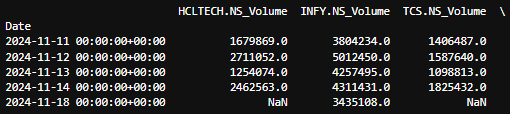 HCLTECH.NS_Volume  INFY.NS_Volume  TCS.NS_Volume  \
Date
2024-11-11 00:00:00+00:00  1679869.0  3804234.0  1406487.0
2024-11-12 00:00:00+00:00  2711052.0  5012450.0  1587640.0
2024-11-13 00:00:00+00:00  1254074.0  4257495.0  1098813.0
2024-11-14 00:00:00+00:00  2462563.0  4311431.0  1825432.0
2024-11-18 00:00:00+00:00  NaN  3435108.0  NaN